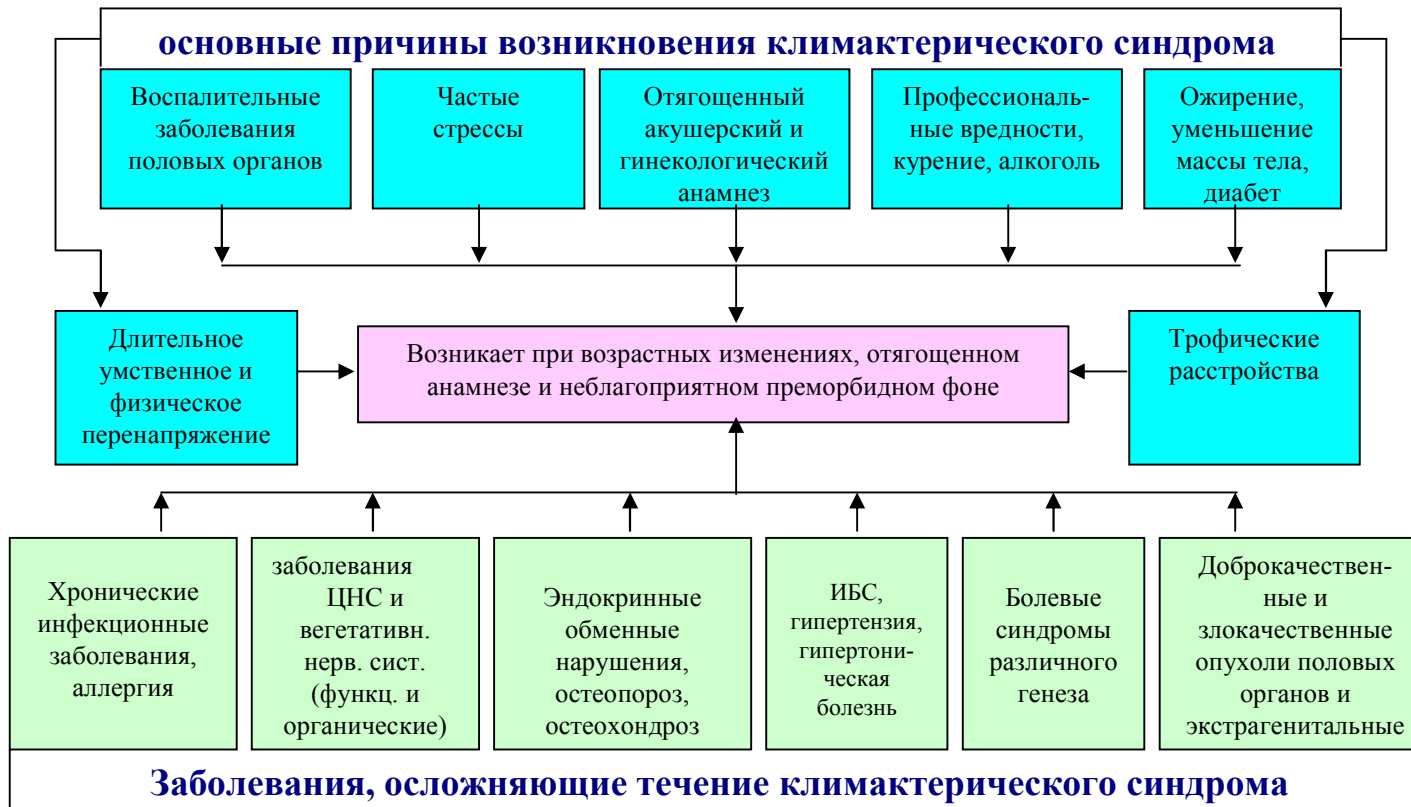 основные причины возникновения климактерического синдрома
Воспалительные
заболевания
половых органов
Частые
стрессы
Отягощенный
акушерский и
гинекологический
анамнез
Профессиональ-
ные вредности,
курение, алкоголь
Ожирение,
уменьшение
массы тела,
диабет
Длительное
умственное и
физическое
перенапряжение
Возникает при возрастных изменениях, отягощенном
анамнезе и неблагоприятном преморбидном фоне
Трофические
расстройства
Хронические
инфекционные
заболевания,
аллергия
заболевания
ЦНС и
вегетативн.
нерв. сист.
(функц. и
органические)
Эндокринные
обменные
нарушения,
остеопороз,
остеохондроз
ИБС,
гипертензия,
гипертони-
ческая
болезнь
Болевые
синдромы
различного
генеза
Доброкачествен-
ные и
злокачественные
опухоли половых
органов и
экстрагенитальные
Заболевания, осложняющие течение климактерического синдрома